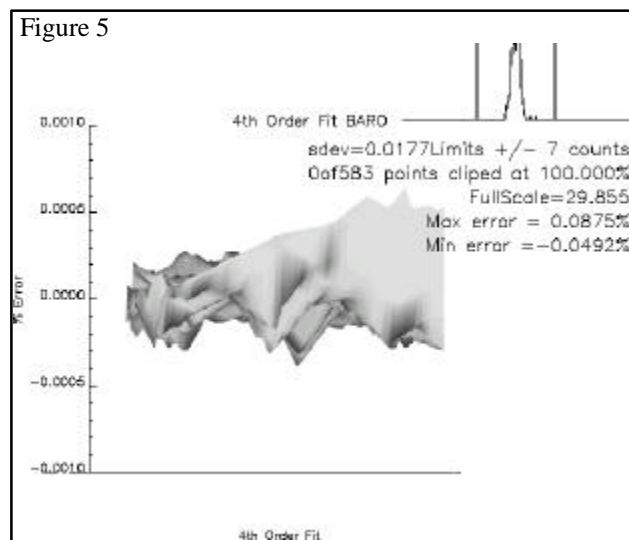 Figure 5
4th Order Fit BARO
sdev=0.0177Limits +/- 7 counts
0of583 points cliped at 100.000%
FullScale=29.855
Max error = 0.0875%
Min error =-0.0492%
0.0010
0.0005
0.0000
-0.0005
-0.0010
% Error
4th Order Fit